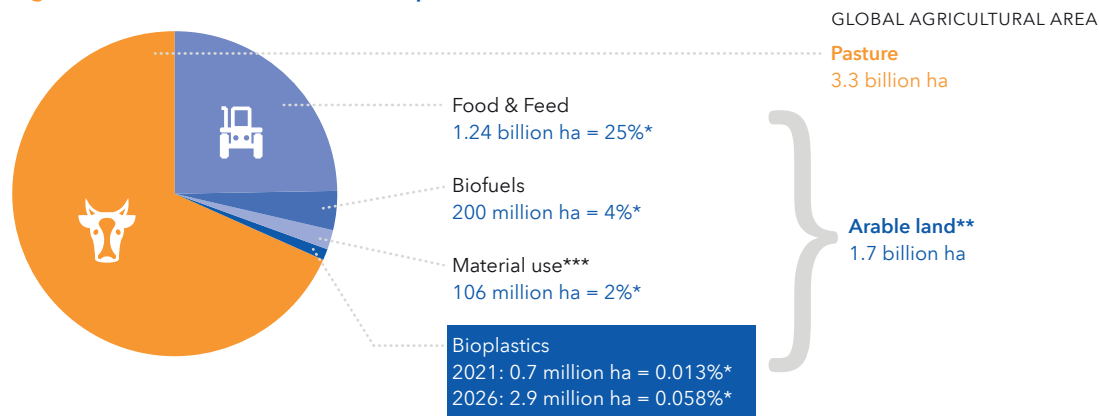 GLOBAL AGRICULTURAL AREA
Pasture
3.3 billion ha
Food & Feed
1.24 billion ha = 25%*
Biofuels
200 million ha = 4%*
Arable land**
1.7 billion ha
Material use***
106 million ha = 2%*
Bioplastics
2021: 0.7 million ha = 0.013%*
2026: 2.9 million ha = 0.058%*